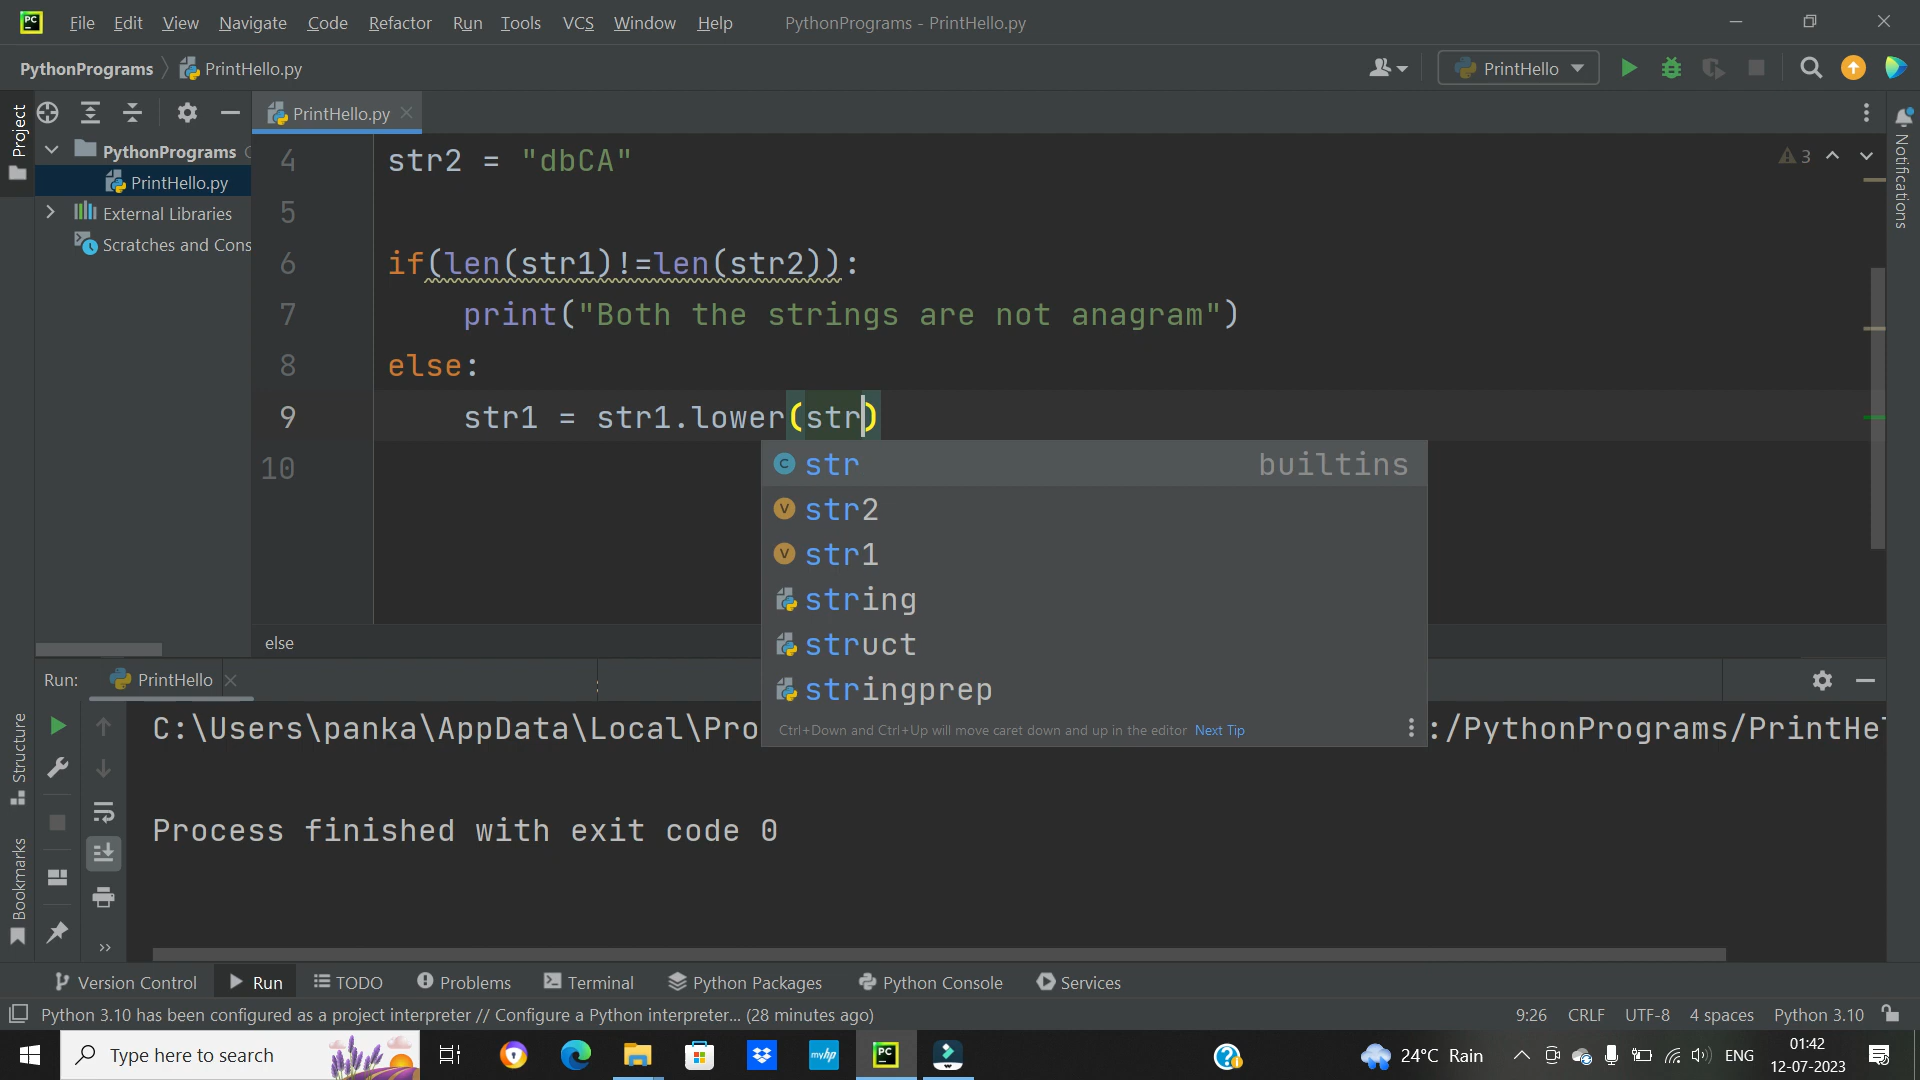 PC File Edit View Navigate Code Refactor Run Tools VCS Window Help PythonPrograms - PrintHello.py
PythonPrograms PrintHello.py PrintHello
Project
PrintHello.py
Notifications
PythonPrograms
PrintHello.py
External Libraries
Scratches and Cons
3
4 str2 = "dbCA"
5
6 if(len(str1)!=len(str2)):
7 print("Both the strings are not anagram")
8 else:
9 str1 = str1.lower(str)
10
str builtins
str2
str1
string
struct
stringprep
Ctrl+Down and Ctrl+Up will move caret down and up in the editor Next Tip
else
Run: PrintHello
C:\Users\panka\AppData\Local\Pro :/PythonPrograms/PrintHe
Process finished with exit code 0
Structure
Bookmarks
Version Control Run TODO Problems Terminal Python Packages Python Console Services
Python 3.10 has been configured as a project interpreter // Configure a Python interpreter... (28 minutes ago) 9:26 CRLF UTF-8 4 spaces Python 3.10
Type here to search myhp PC 24°C Rain ENG 01:42
12-07-2023